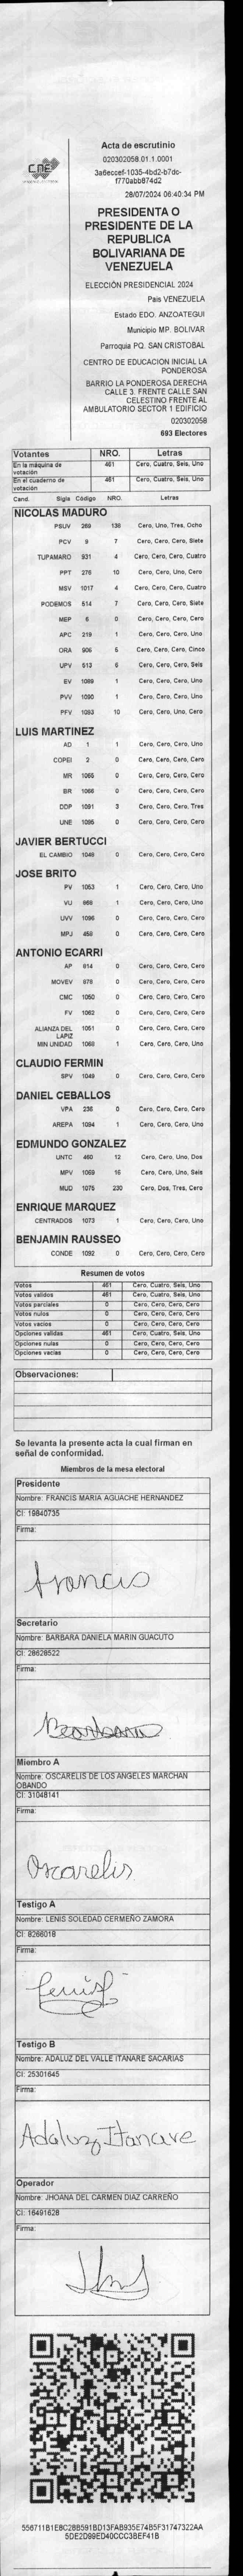 CNE
Acta de escrutinio
020302058.01.1.0001
3a6eccef-1035-4bd2-b7dc-
f770abb874d2
28/07/2024 06:40:34 PM
PRESIDENTA O
PRESIDENTE DE LA
REPUBLICA
BOLIVARIANA DE
VENEZUELA
ELECCIÓN PRESIDENCIAL 2024
Pais VENEZUELA
Estado EDO. ANZOATEGUI
Municipio MP. BOLIVAR
Parroquia PQ. SAN CRISTOBAL
CENTRO DE EDUCACION INICIAL LA
PONDEROSA
BARRIO LA PONDEROSA DERECHA
CALLE 3. FRENTE CALLE SAN
CELESTINO FRENTE AL
AMBULATORIO SECTOR 1 EDIFICIO
020302058
693 Electores
Votantes NRO. Letras
En la máquina de votación 461 Cero, Cuatro, Seis, Uno
En el cuaderno de votación 461 Cero, Cuatro, Seis, Uno
Cand. Sigla Código NRO. Letras
NICOLAS MADURO
PSUV 269 138 Cero, Uno, Tres, Ocho
PCV 9 7 Cero, Cero, Cero, Siete
TUPAMARO 931 4 Cero, Cero, Cero, Cuatro
PPT 276 10 Cero, Cero, Uno, Cero
MSV 1017 4 Cero, Cero, Cero, Cuatro
PODEMOS 514 7 Cero, Cero, Cero, Siete
MEP 6 0 Cero, Cero, Cero, Cero
APC 219 1 Cero, Cero, Cero, Uno
ORA 906 5 Cero, Cero, Cero, Cinco
UPV 513 6 Cero, Cero, Cero, Seis
EV 1089 1 Cero, Cero, Cero, Uno
PVV 1090 1 Cero, Cero, Cero, Uno
PFV 1093 10 Cero, Cero, Uno, Cero
LUIS MARTINEZ
AD 1 1 Cero, Cero, Cero, Uno
COPEI 2 0 Cero, Cero, Cero, Cero
MR 1065 0 Cero, Cero, Cero, Cero
BR 1066 0 Cero, Cero, Cero, Cero
DDP 1091 3 Cero, Cero, Cero, Tres
UNE 1095 0 Cero, Cero, Cero, Cero
JAVIER BERTUCCI
EL CAMBIO 1046 0 Cero, Cero, Cero, Cero
JOSE BRITO
PV 1053 1 Cero, Cero, Cero, Uno
VU 868 1 Cero, Cero, Cero, Uno
UVV 1096 0 Cero, Cero, Cero, Cero
MPJ 458 0 Cero, Cero, Cero, Cero
ANTONIO ECARRI
AP 814 0 Cero, Cero, Cero, Cero
MOVEV 978 0 Cero, Cero, Cero, Cero
CMC 1050 0 Cero, Cero, Cero, Cero
FV 1062 0 Cero, Cero, Cero, Cero
ALIANZA DEL LAPIZ 1051 0 Cero, Cero, Cero, Cero
MIN UNIDAD 1068 1 Cero, Cero, Cero, Uno
CLAUDIO FERMIN
SPV 1049 0 Cero, Cero, Cero, Cero
DANIEL CEBALLOS
VPA 236 0 Cero, Cero, Cero, Cero
AREPA 1094 1 Cero, Cero, Cero, Uno
EDMUNDO GONZALEZ
UNTC 460 12 Cero, Cero, Uno, Dos
MPV 1069 16 Cero, Cero, Uno, Seis
MUD 1075 230 Cero, Dos, Tres, Cero
ENRIQUE MARQUEZ
CENTRADOS 1073 1 Cero, Cero, Cero, Uno
BENJAMIN RAUSSEO
CONDE 1092 0 Cero, Cero, Cero, Cero
Resumen de votos
Votos 461 Cero, Cuatro, Seis, Uno
Votos validos 461 Cero, Cuatro, Seis, Uno
Votos parciales 0 Cero, Cero, Cero, Cero
Votos nulos 0 Cero, Cero, Cero, Cero
Votos vacios 0 Cero, Cero, Cero, Cero
Opciones validas 461 Cero, Cuatro, Seis, Uno
Opciones nulas 0 Cero, Cero, Cero, Cero
Opciones vacias 0 Cero, Cero, Cero, Cero
Observaciones:
Se levanta la presente acta la cual firman en
señal de conformidad.
Miembros de la mesa electoral
Presidente
Nombre: FRANCIS MARIA AGUACHE HERNANDEZ
CI: 19840735
Firma:
Francis
Secretario
Nombre: BARBARA DANIELA MARIN GUACUTO
CI: 28628522
Firma:
Barbara
Miembro A
Nombre: OSCARELIS DE LOS ANGELES MARCHAN
OBANDO
CI: 31048141
Firma:
Oscarelis
Testigo A
Nombre: LENIS SOLEDAD CERMEÑO ZAMORA
CI: 8266018
Firma:
Testigo B
Nombre: ADALUZ DEL VALLE ITANARE SACARIAS
CI: 25301645
Firma:
Adaluz Itanare
Operador
Nombre: JHOANA DEL CARMEN DIAZ CARREÑO
CI: 16491628
Firma:
556711B1E8C28B591BD13FAB935E74B5F31747322AA
5DE2D99ED40CCC3BEF41B